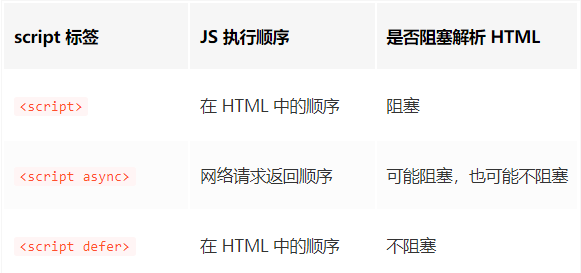 script 标签 JS 执行顺序 是否阻塞解析 HTML
<script> 在 HTML 中的顺序 阻塞
<script async> 网络请求返回顺序 可能阻塞，也可能不阻塞
<script defer> 在 HTML 中的顺序 不阻塞